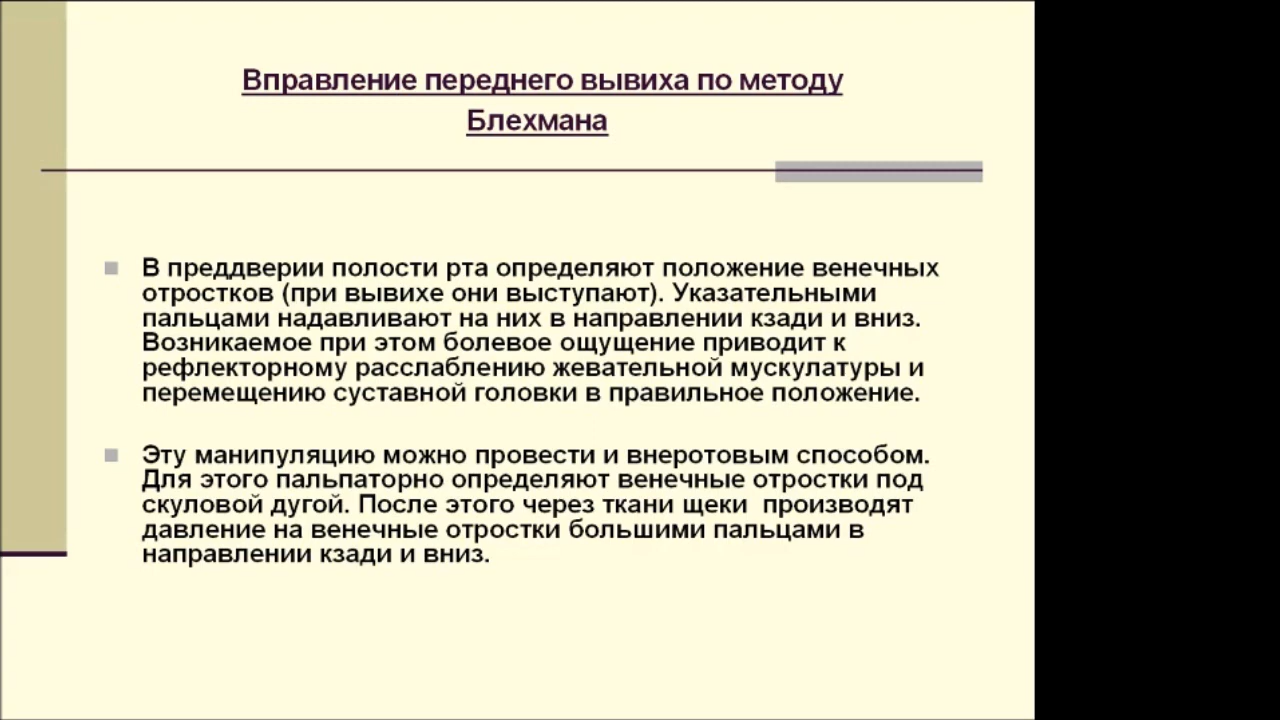 Вправление переднего вывиха по методу
Блехмана
В преддверии полости рта определяют положение венечных
отростков (при вывихе они выступают). Указательными
пальцами надавливают на них в направлении кзади и вниз.
Возникаемое при этом болевое ощущение приводит к
рефлекторному расслаблению жевательной мускулатуры и
перемещению суставной головки в правильное положение.
Эту манипуляцию можно провести и внеротовым способом.
Для этого пальпаторно определяют венечные отростки под
скуловой дугой. После этого через ткани щеки  производят
давление на венечные отростки большими пальцами в
направлении кзади и вниз.